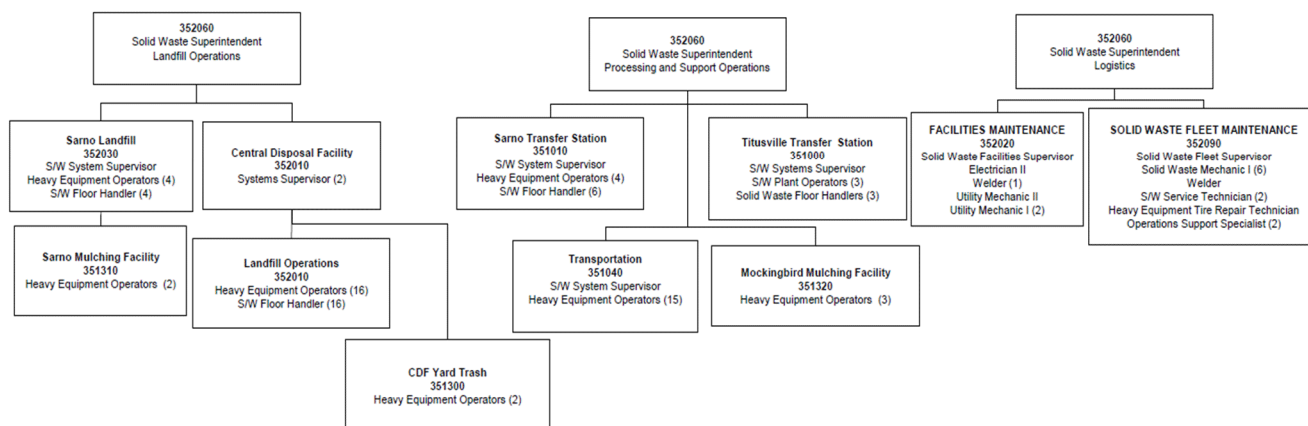 352060
Solid Waste Superintendent
Landfill Operations
352060
Solid Waste Superintendent
Processing and Support Operations
352060
Solid Waste Superintendent
Logistics
Sarno Landfill
352030
S/W System Supervisor
Heavy Equipment Operators (4)
S/W Floor Handler (4)
Central Disposal Facility
352010
Systems Supervisor (2)
Sarno Transfer Station
351010
S/W System Supervisor
Heavy Equipment Operators (4)
S/W Floor Handler (6)
Titusville Transfer Station
351000
S/W Systems Supervisor
S/W Plant Operators (3)
Solid Waste Floor Handlers (3)
FACILITIES MAINTENANCE
352020
Solid Waste Facilities Supervisor
Electrician II
Welder (1)
Utility Mechanic II
Utility Mechanic I (2)
SOLID WASTE FLEET MAINTENANCE
352090
Solid Waste Fleet Supervisor
Solid Waste Mechanic I (6)
Welder
S/W Service Technician (2)
Heavy Equipment Tire Repair Technician
Operations Support Specialist (2)
Sarno Mulching Facility
351310
Heavy Equipment Operators (2)
Landfill Operations
352010
Heavy Equipment Operators (16)
S/W Floor Handler (16)
Transportation
351040
S/W System Supervisor
Heavy Equipment Operators (15)
Mockingbird Mulching Facility
351320
Heavy Equipment Operators (3)
CDF Yard Trash
351300
Heavy Equipment Operators (2)